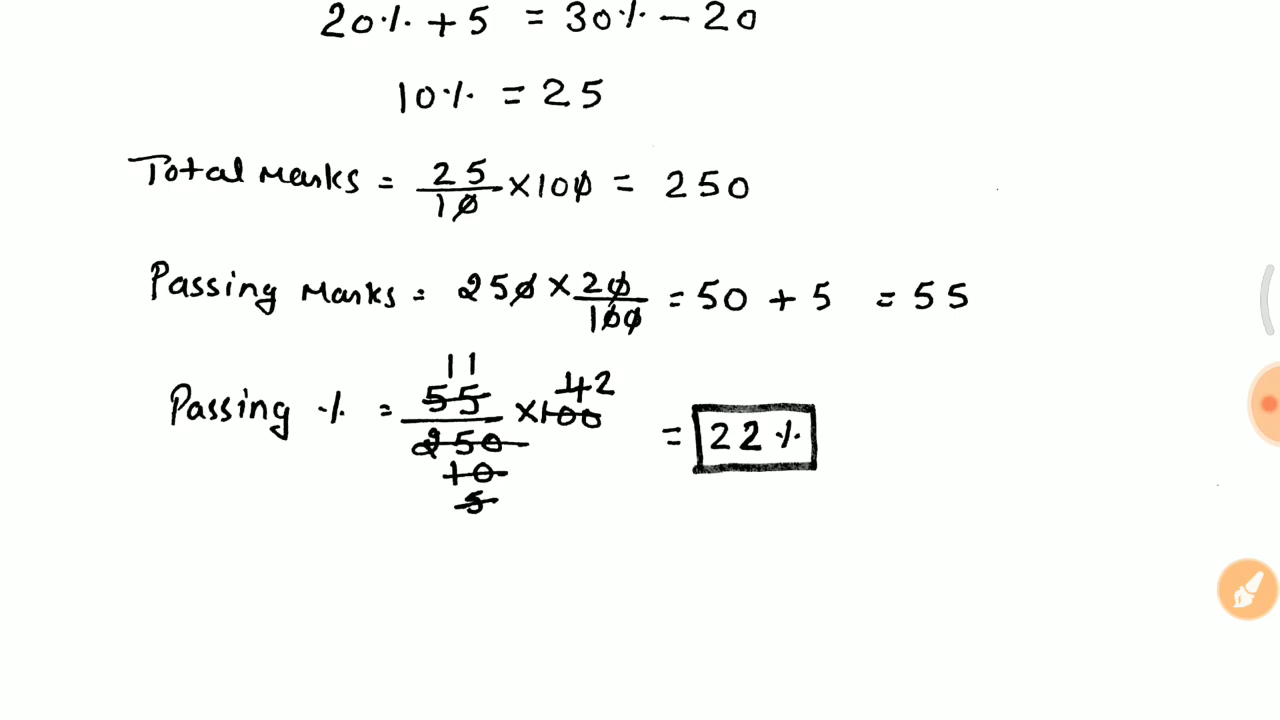 20% + 5 = 30% - 20
10% = 25
Total Marks = 25/10 × 100 = 250
Passing Marks = 250 × 20/100 = 50 + 5 = 55
11 42
Passing % = 55/250 × 100 = 22%
10
5